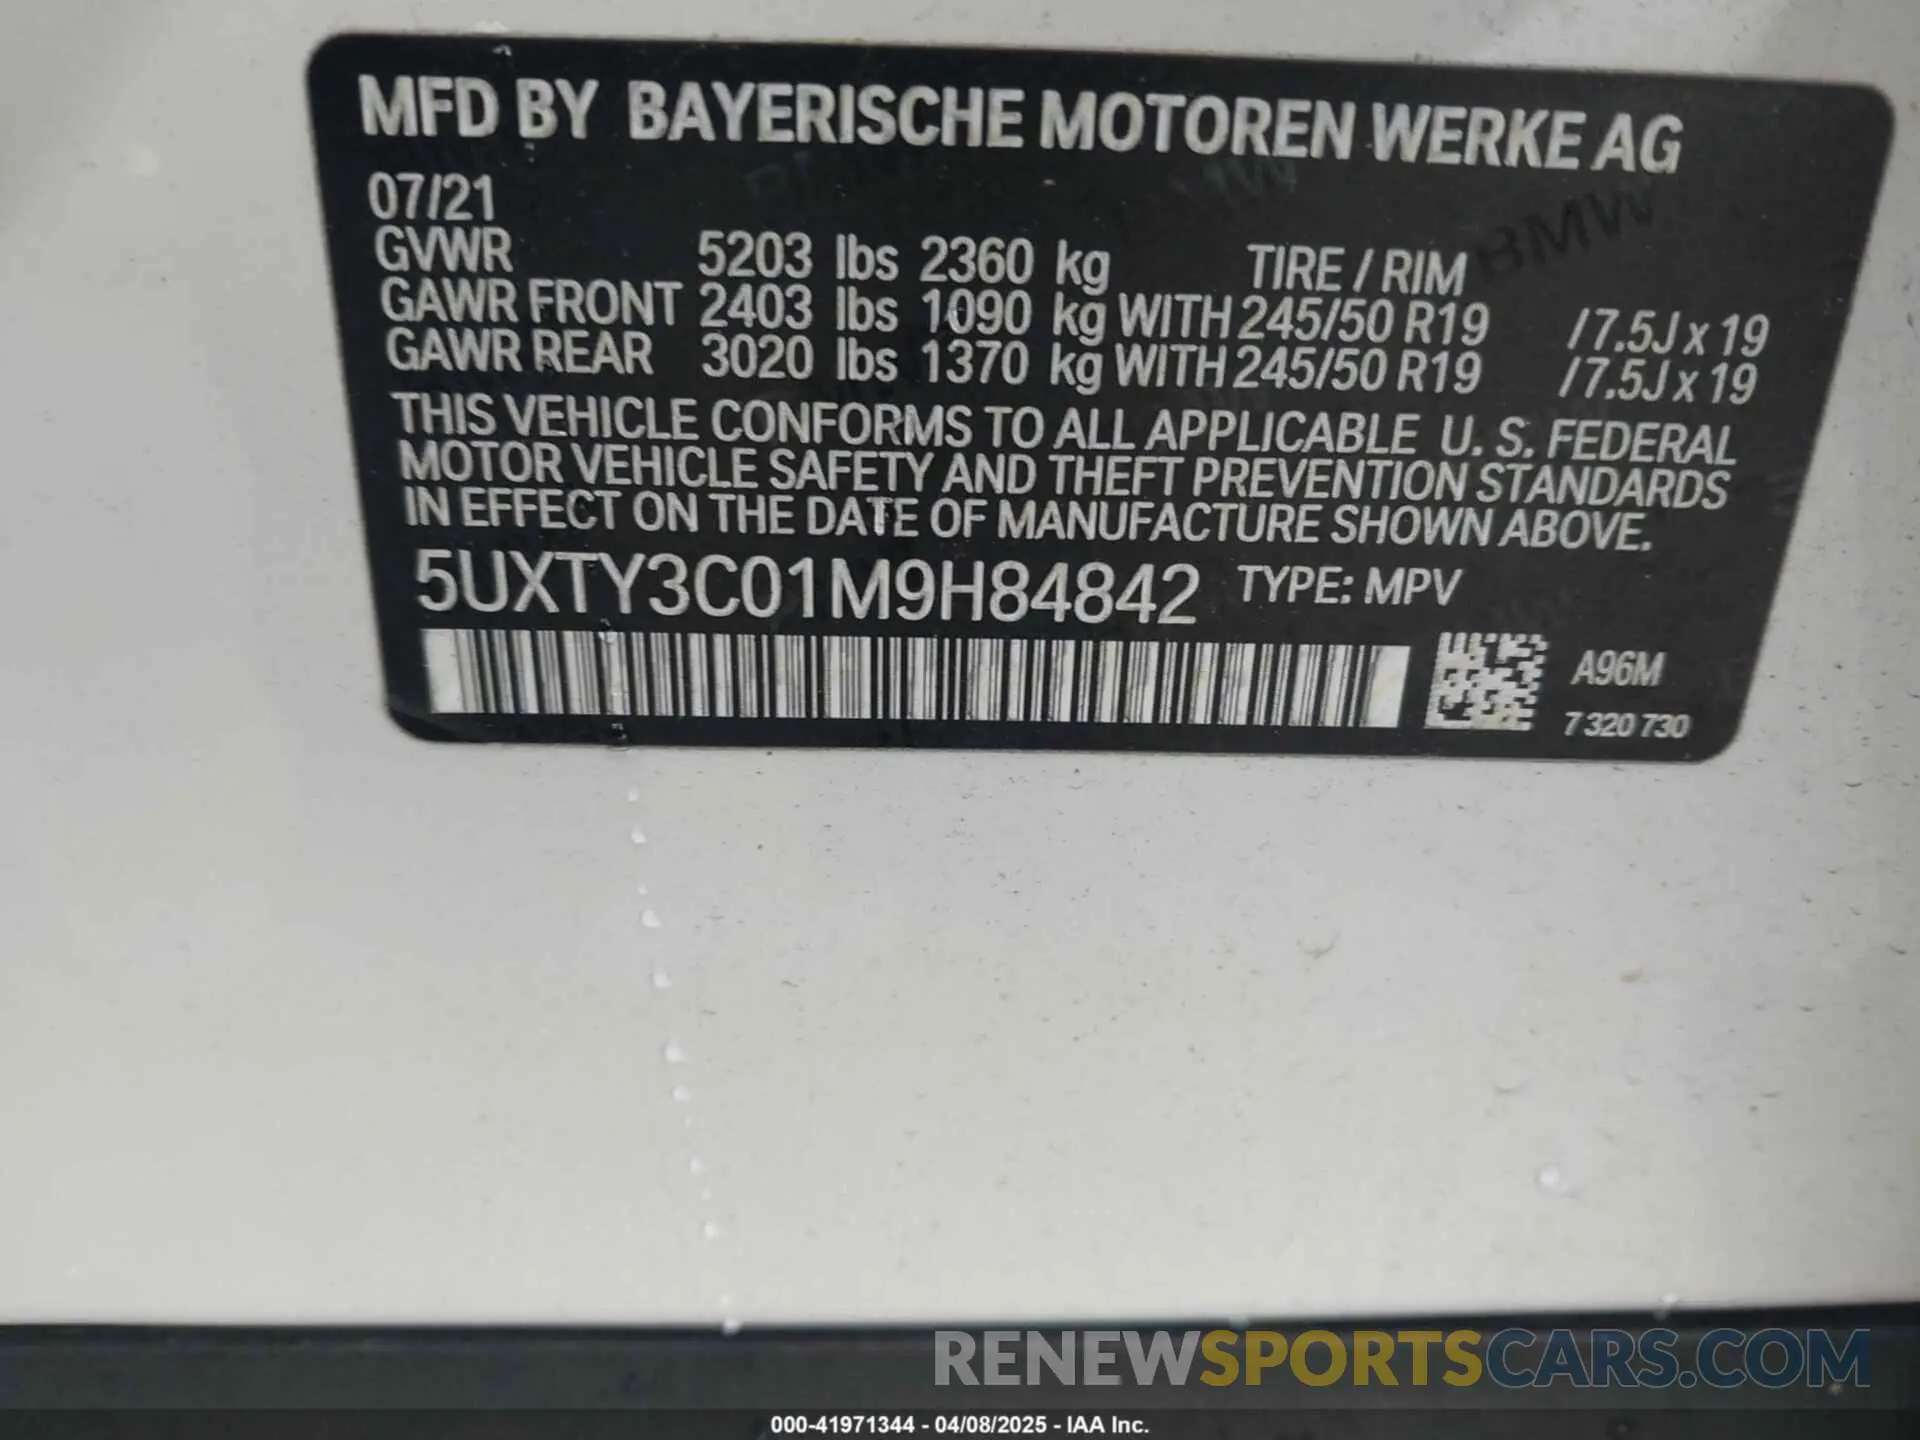 MFD BY BAYERISCHE MOTOREN WERKE AG
07/21
GVWR 5203 lbs 2360 kg TIRE / RIM
GAWR FRONT 2403 lbs 1090 kg WITH 245/50 R19 /7.5J x 19
GAWR REAR 3020 lbs 1370 kg WITH 245/50 R19 /7.5J x 19
THIS VEHICLE CONFORMS TO ALL APPLICABLE U. S. FEDERAL
MOTOR VEHICLE SAFETY AND THEFT PREVENTION STANDARDS
IN EFFECT ON THE DATE OF MANUFACTURE SHOWN ABOVE.
5UXTY3C01M9H84842 TYPE: MPV
A96M
7 320 730
BMW
RENEWSPORTSCARS.COM
000-41971344 - 04/08/2025 - IAA Inc.